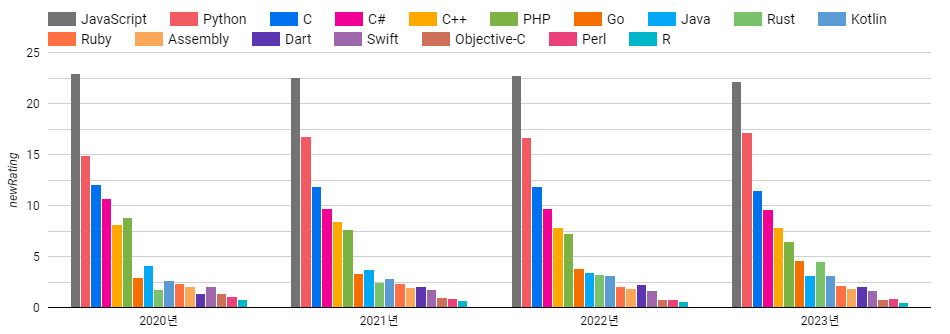 JavaScript Python C C# C++ PHP Go Java Rust Kotlin
Ruby Assembly Dart Swift Objective-C Perl R
25
20
15
10
5
0
newRating
2020년 2021년 2022년 2023년